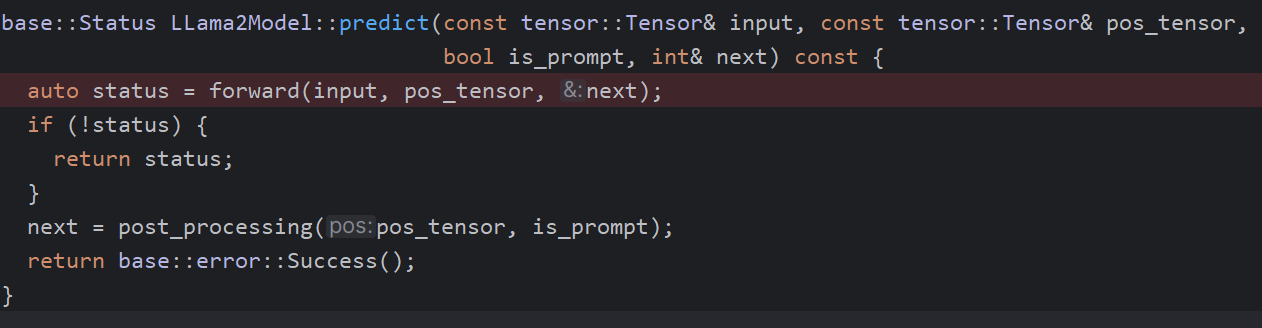 base::Status LLama2Model::predict(const tensor::Tensor& input, const tensor::Tensor& pos_tensor,
bool is_prompt, int& next) const {
auto status = forward(input, pos_tensor, &:next);
if (!status) {
return status;
}
next = post_processing(pos:pos_tensor, is_prompt);
return base::error::Success();
}